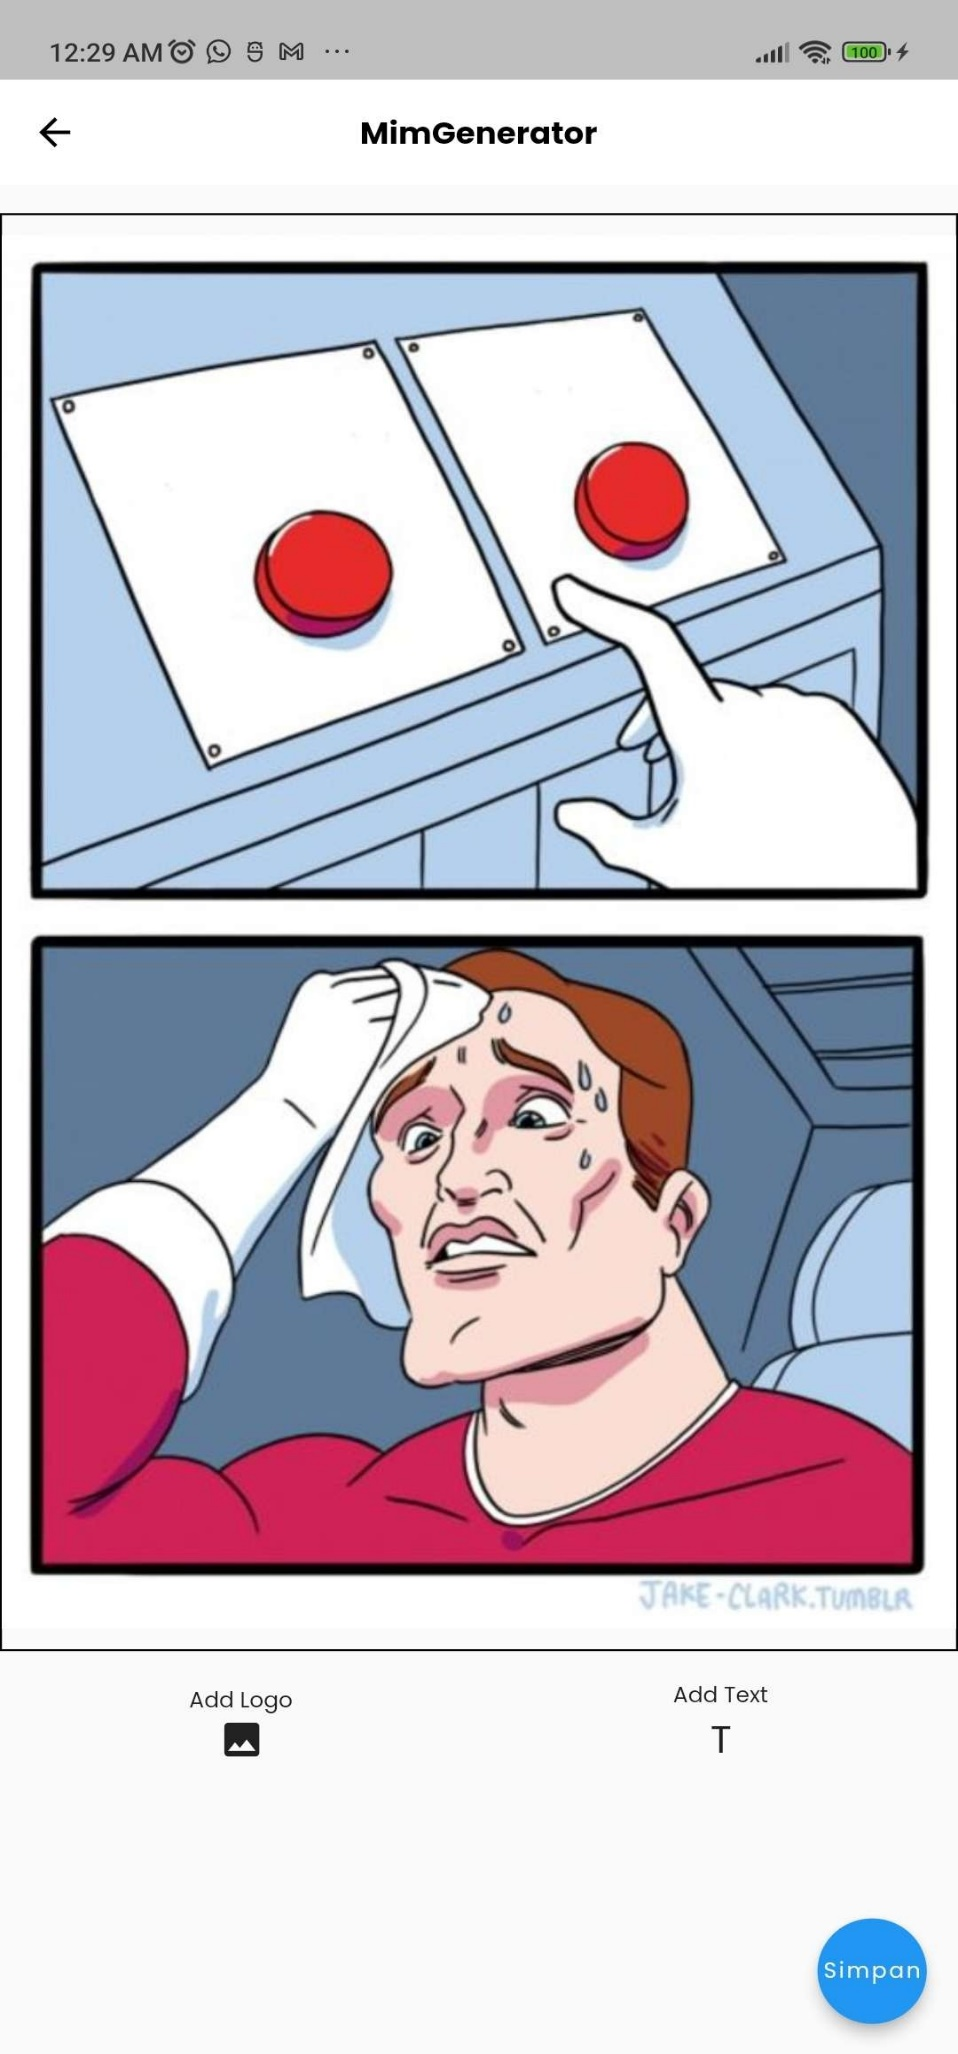 12:29 AM
100
MimGenerator
JAKE-CLARK.TUMBLR
Add Logo
Add Text
T
Simpan